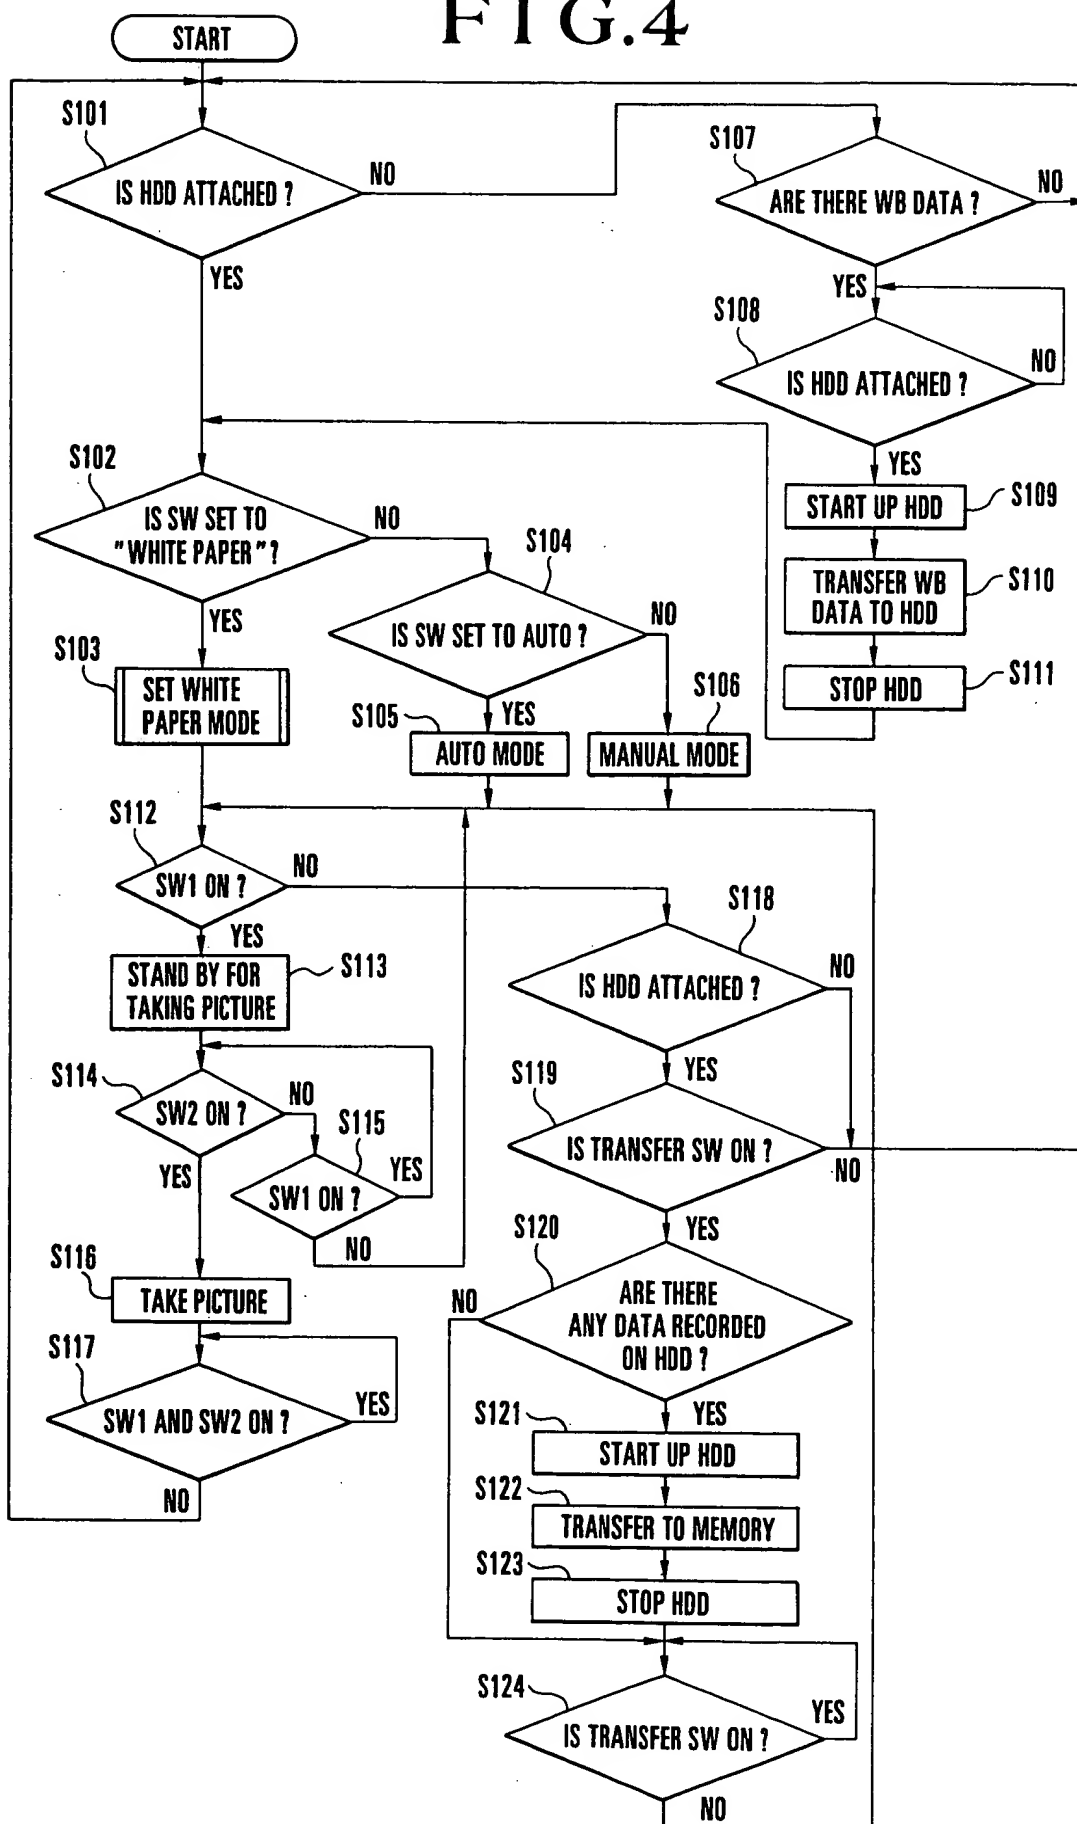 FIG.4
START
S101
IS HDD ATTACHED ?
NO
YES
S107
ARE THERE WB DATA ?
NO
YES
S108
IS HDD ATTACHED ?
NO
YES
S109
START UP HDD
S110
TRANSFER WB
DATA TO HDD
S111
STOP HDD
S102
IS SW SET TO
"WHITE PAPER"?
NO
YES
S103
SET WHITE
PAPER MODE
S104
IS SW SET TO AUTO ?
NO
YES
S105
AUTO MODE
S106
MANUAL MODE
S112
SW1 ON ?
NO
YES
S113
STAND BY FOR
TAKING PICTURE
S114
SW2 ON ?
NO
YES
S115
SW1 ON ?
YES
NO
S116
TAKE PICTURE
S117
SW1 AND SW2 ON ?
YES
NO
S118
IS HDD ATTACHED ?
NO
YES
S119
IS TRANSFER SW ON ?
NO
YES
S120
ARE THERE
ANY DATA RECORDED
ON HDD ?
NO
YES
S121
START UP HDD
S122
TRANSFER TO MEMORY
S123
STOP HDD
S124
IS TRANSFER SW ON ?
YES
NO